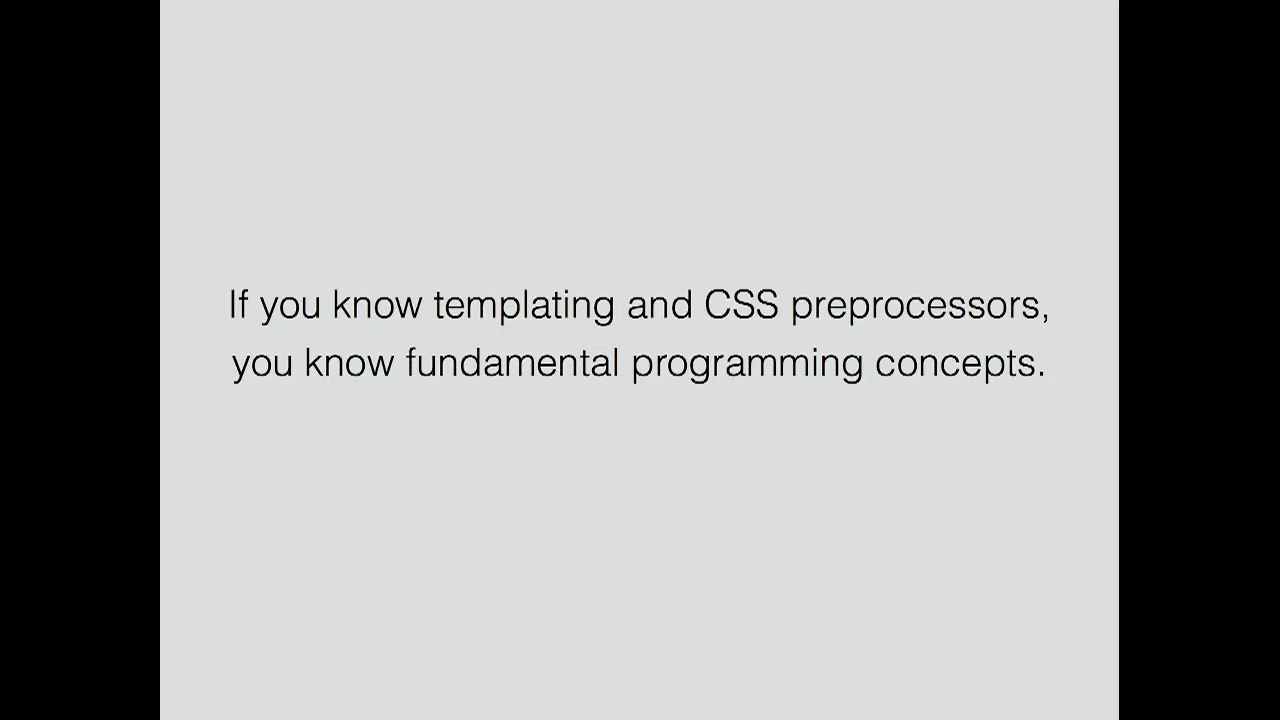 If you know templating and CSS preprocessors,
you know fundamental programming concepts.